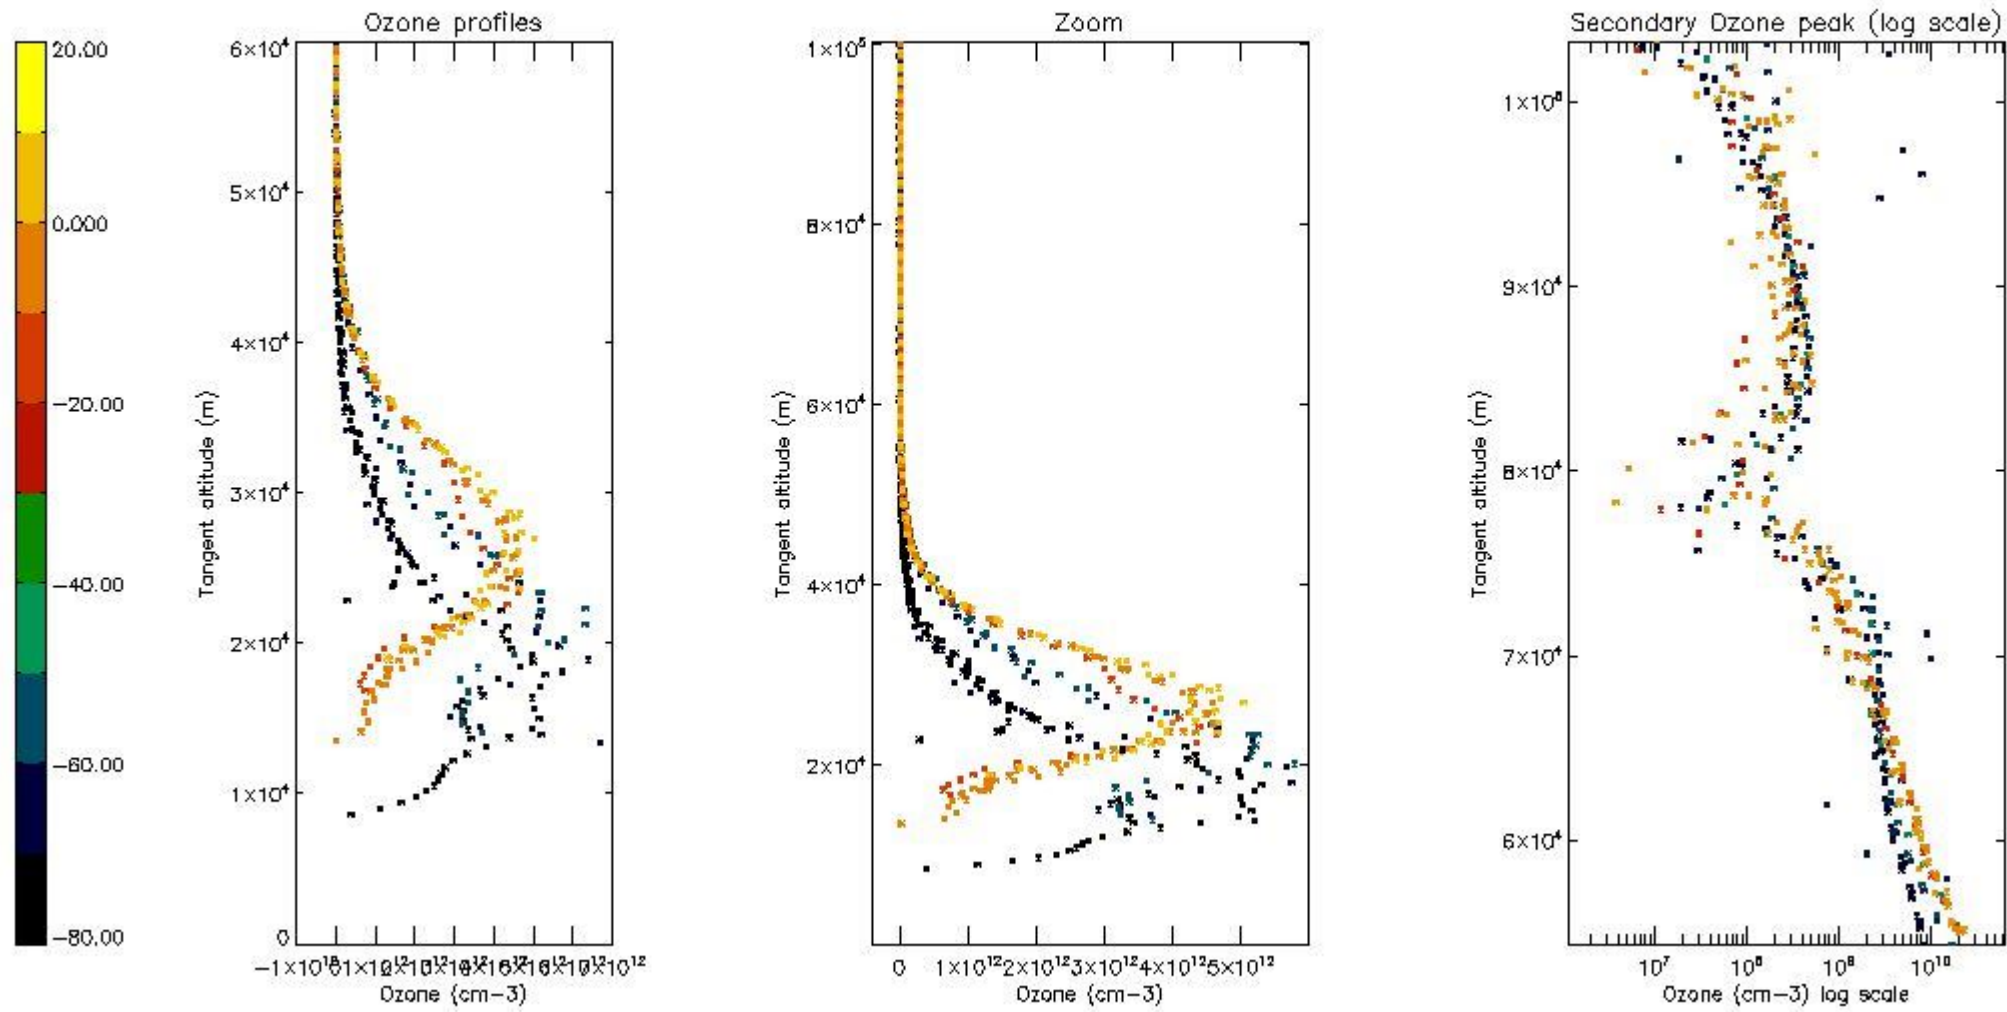 Ozone profiles
Zoom
Secondary Ozone peak (log scale)
20.00
0.000
−20.00
−40.00
−60.00
−80.00
6×10⁴
5×10⁴
4×10⁴
3×10⁴
2×10⁴
1×10⁴
0
Tangent altitude (m)
Ozone (cm−3)
1×10⁵
8×10⁴
6×10⁴
4×10⁴
2×10⁴
Tangent altitude (m)
0 1×10¹² 2×10¹² 3×10¹² 4×10¹² 5×10¹²
Ozone (cm−3)
1×10⁵
9×10⁴
8×10⁴
7×10⁴
6×10⁴
Tangent altitude (m)
10⁷ 10⁸ 10⁹ 10¹⁰
Ozone (cm−3) log scale